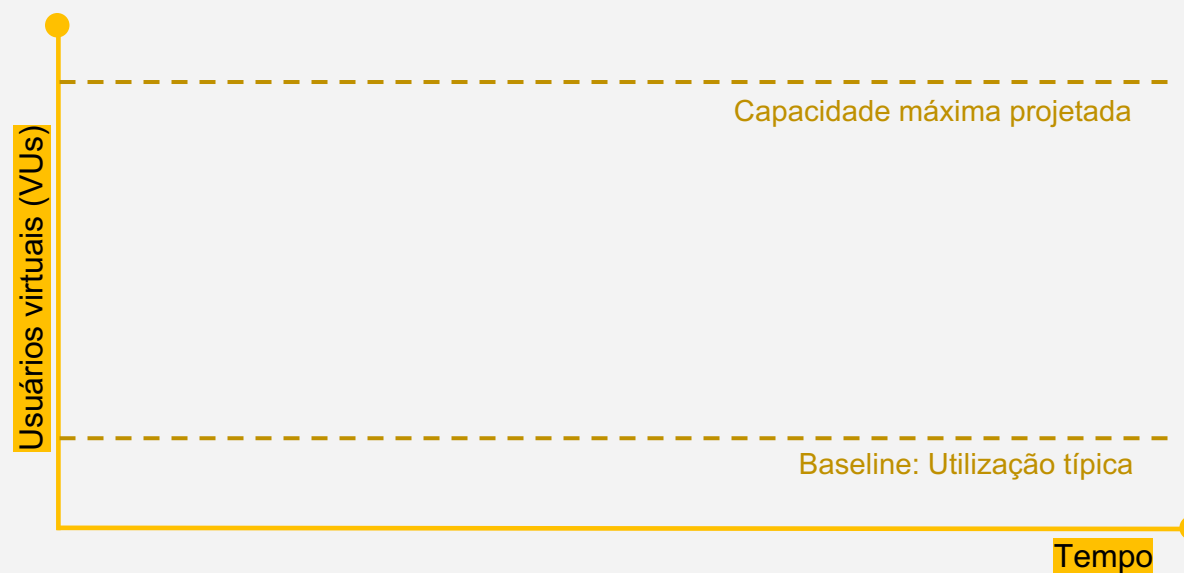 Usuários virtuais (VUs)
Capacidade máxima projetada
Baseline: Utilização típica
Tempo